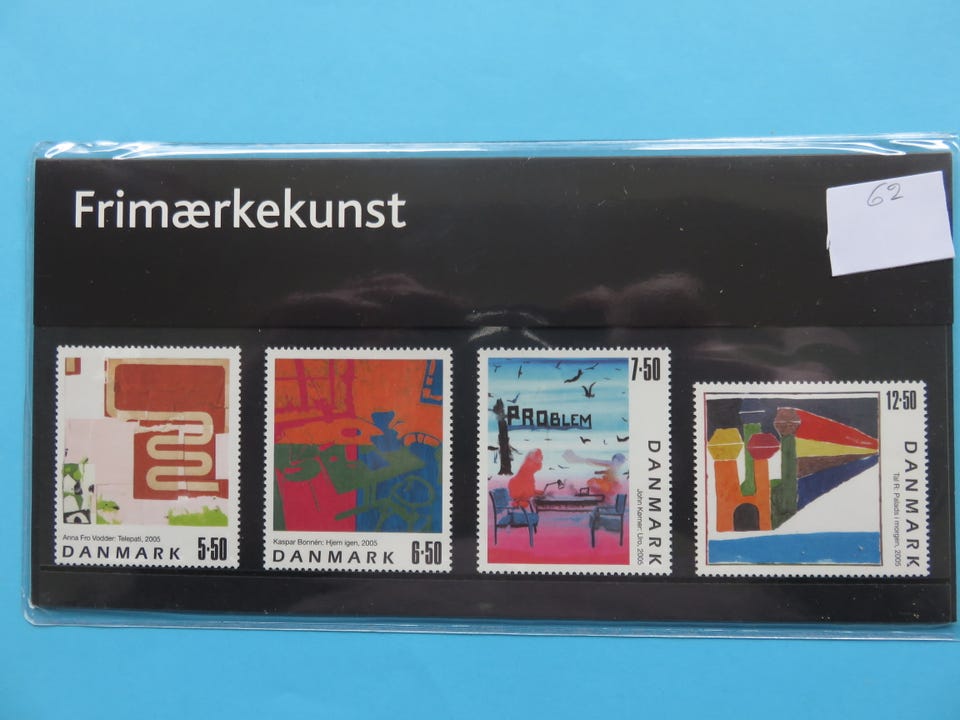 Frimærkekunst
62
Anna Fro Vodder: Telepati, 2005
DANMARK 5·50
Kaspar Bonnén: Hjem igen, 2005
DANMARK 6·50
7·50
PROBLEM
DANMARK
John Kørner: Uro, 2005
12·50
DANMARK
Tal R: Palads i morgen, 2005